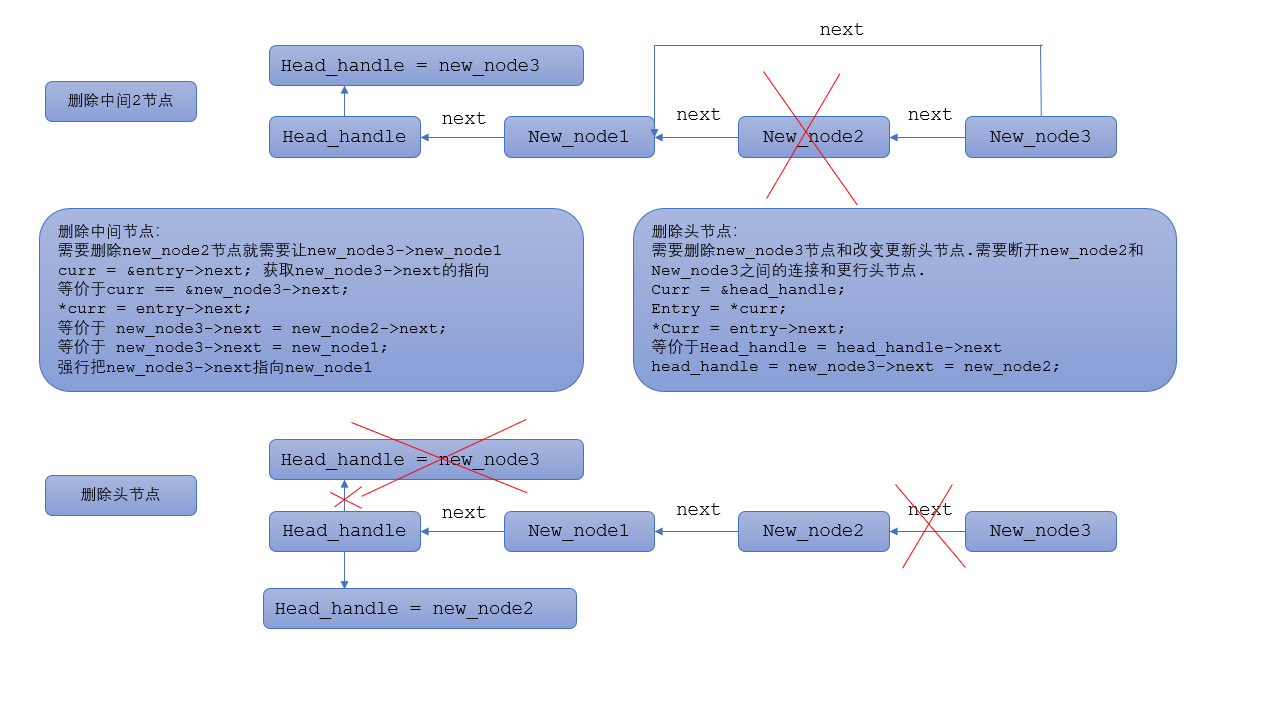 next
Head_handle = new_node3
删除中间2节点
next
next
next
Head_handle
New_node1
New_node2
New_node3
删除中间节点:
需要删除new_node2节点就需要让new_node3->new_node1
curr = &entry->next; 获取new_node3->next的指向
等价于curr == &new_node3->next;
*curr = entry->next;
等价于 new_node3->next = new_node2->next;
等价于 new_node3->next = new_node1;
强行把new_node3->next指向new_node1
删除头节点:
需要删除new_node3节点和改变更新头节点.需要断开new_node2和
New_node3之间的连接和更行头节点.
Curr = &head_handle;
Entry = *curr;
*Curr = entry->next;
等价于Head_handle = head_handle->next
head_handle = new_node3->next = new_node2;
Head_handle = new_node3
删除头节点
next
next
next
Head_handle
New_node1
New_node2
New_node3
Head_handle = new_node2